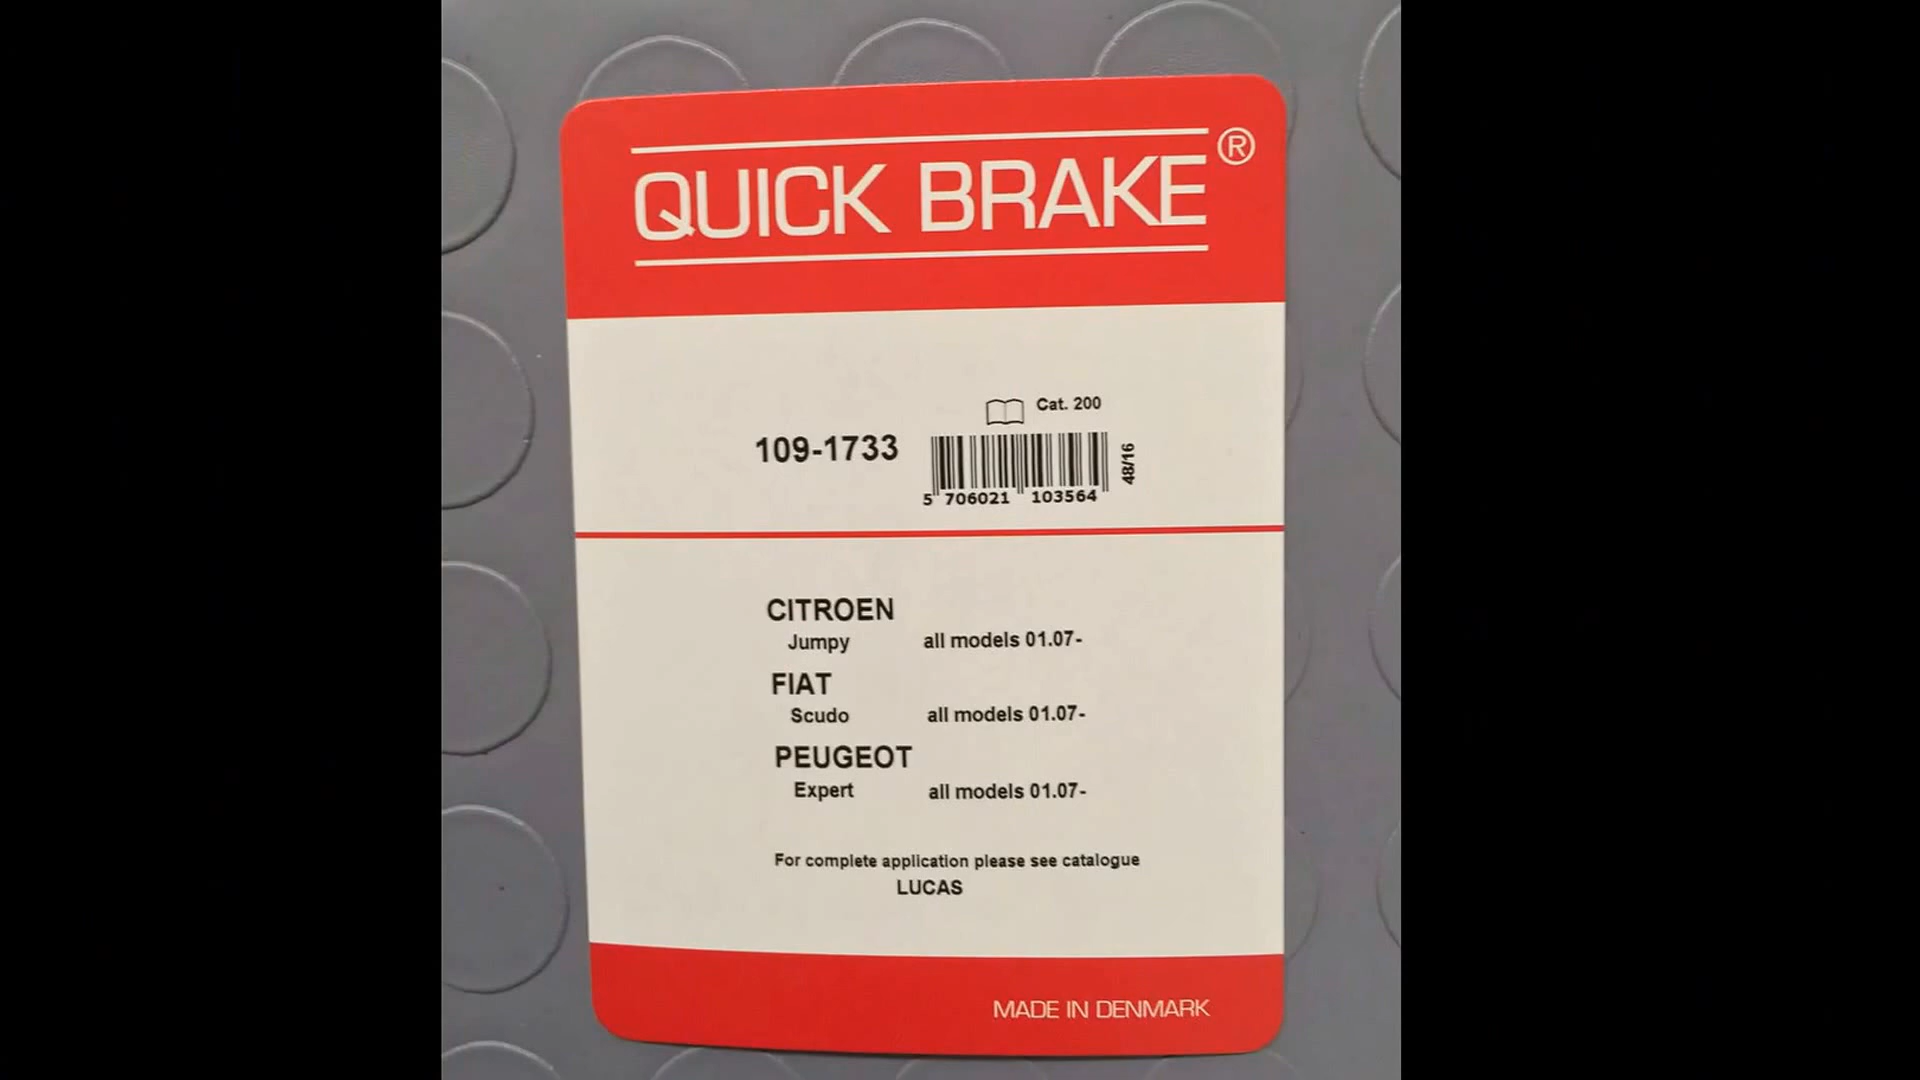 QUICK BRAKE®
Cat. 200
109-1733
48/16
5 706021 103564
CITROEN
Jumpy all models 01.07-
FIAT
Scudo all models 01.07-
PEUGEOT
Expert all models 01.07-
For complete application please see catalogue
LUCAS
MADE IN DENMARK